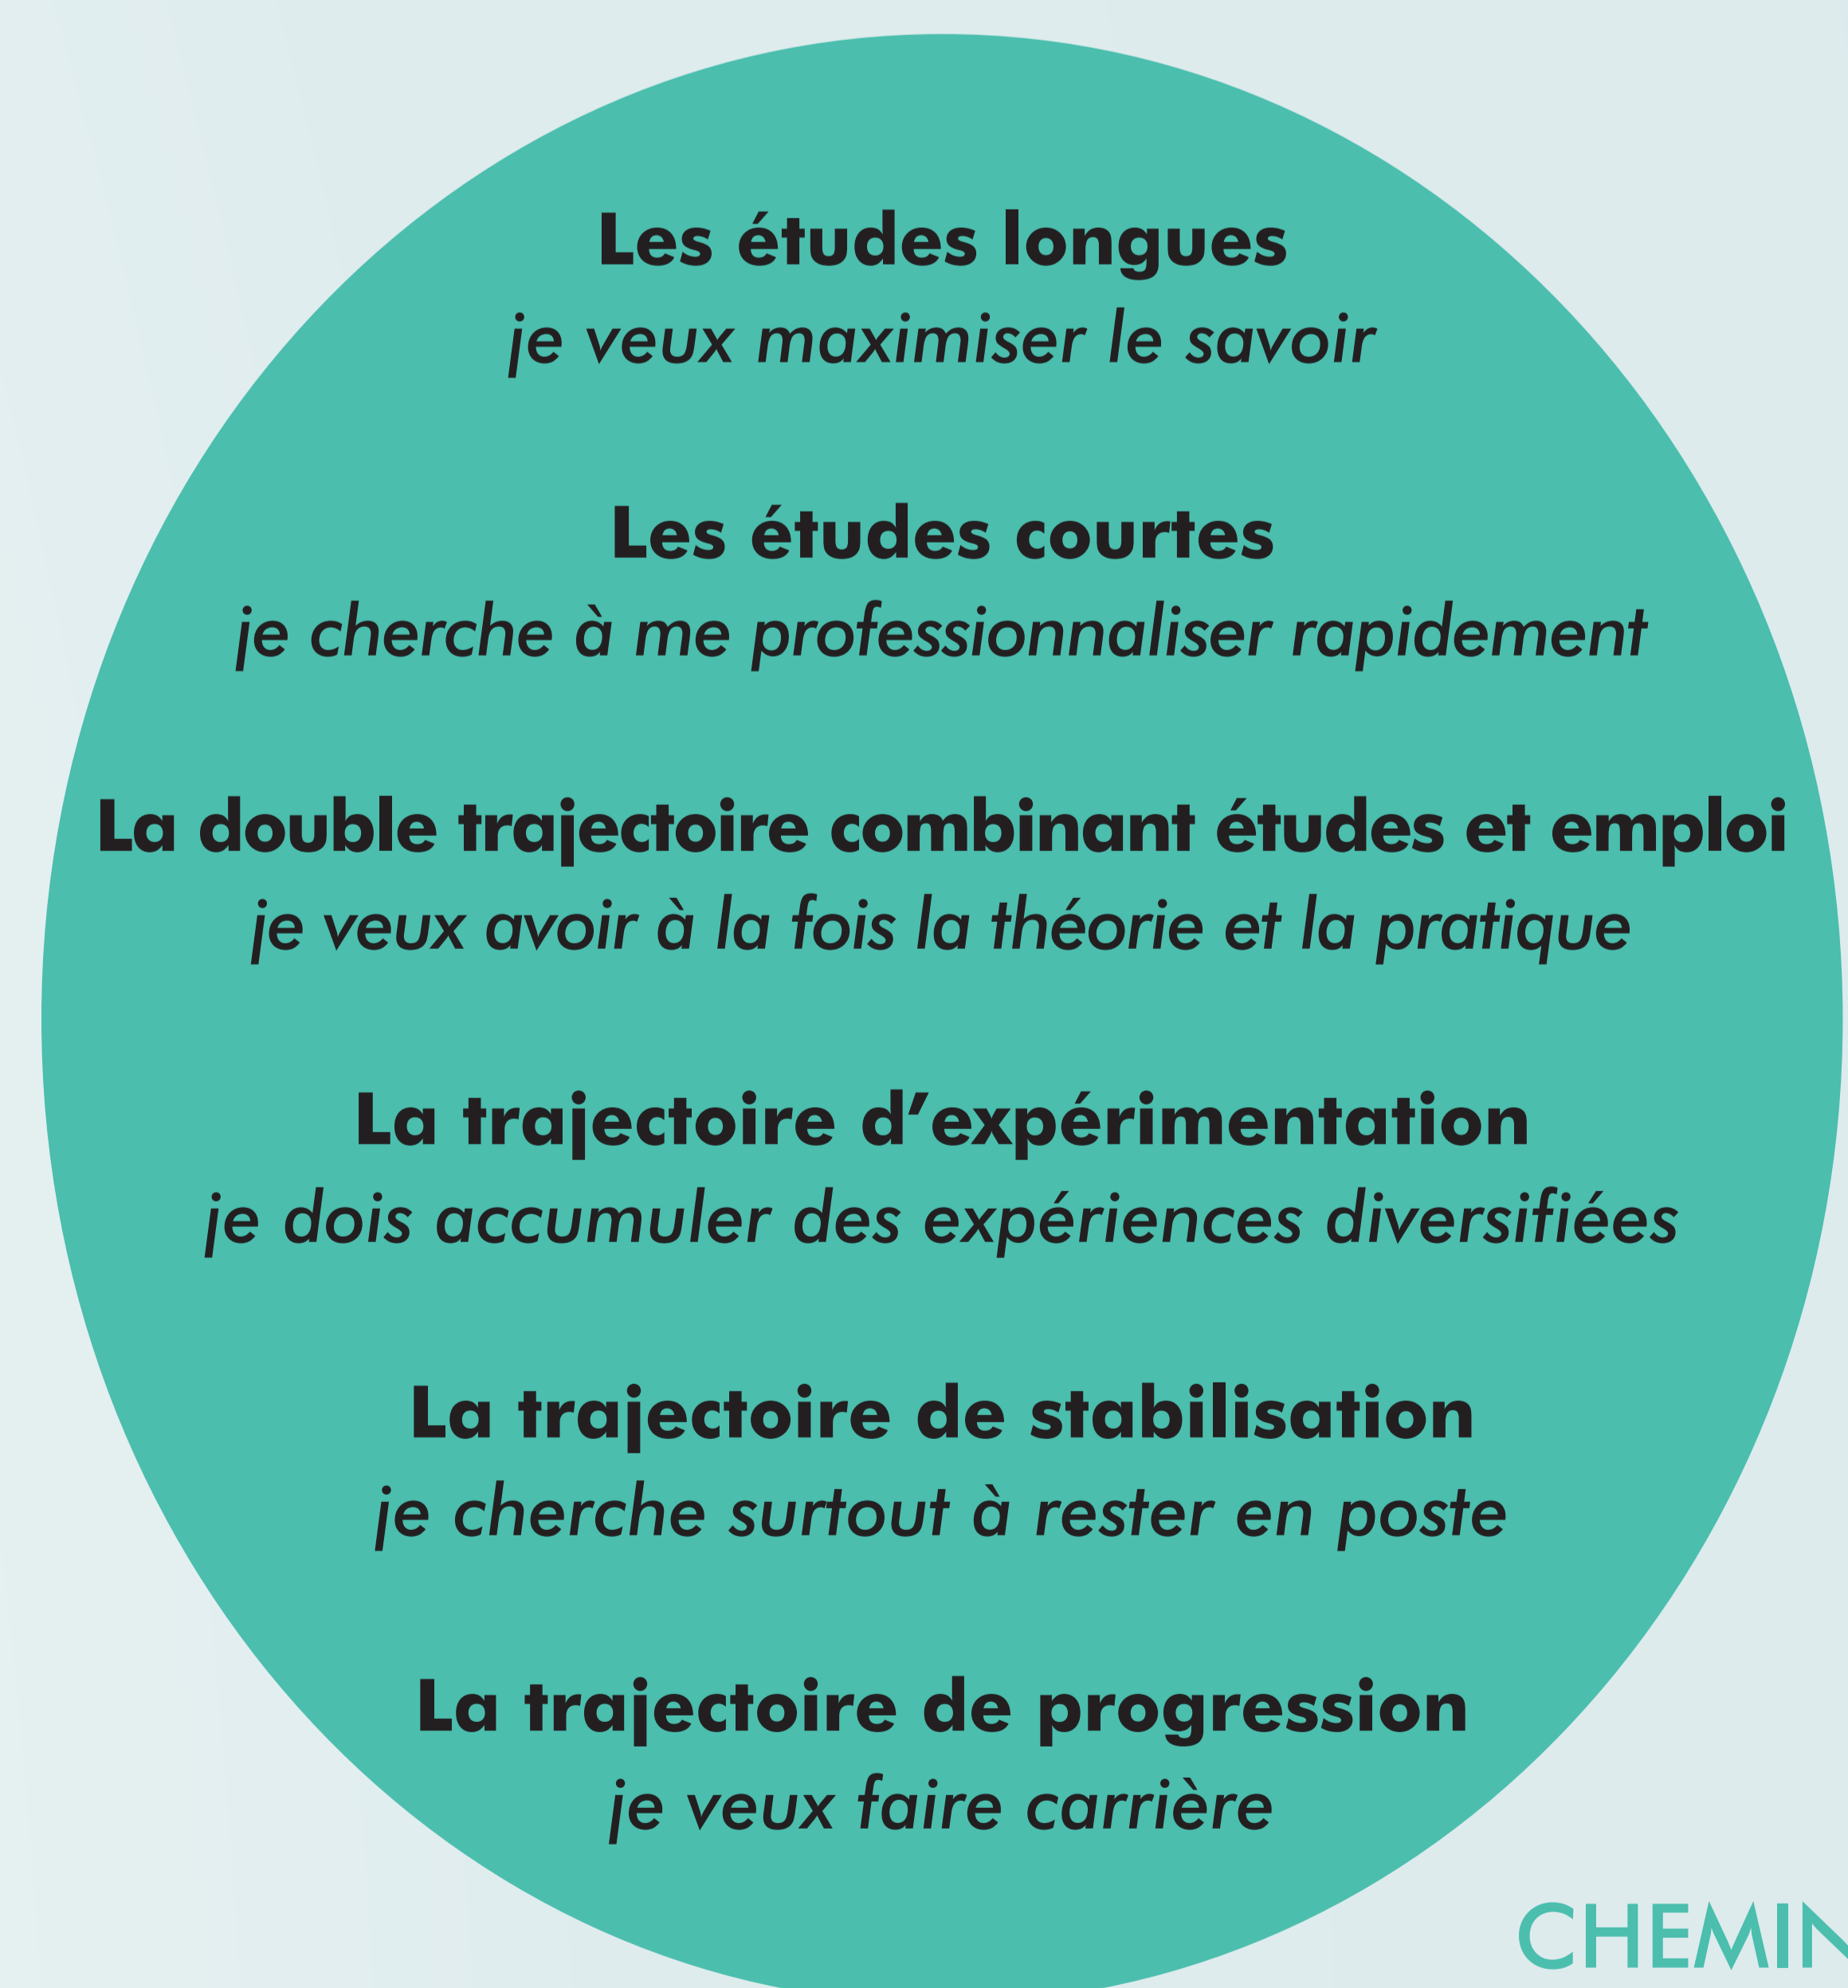 Les études longues
je veux maximiser le savoir
Les études courtes
je cherche à me professionnaliser rapidement
La double trajectoire combinant études et emploi
je veux avoir à la fois la théorie et la pratique
La trajectoire d’expérimentation
je dois accumuler des expériences diversifiées
La trajectoire de stabilisation
je cherche surtout à rester en poste
La trajectoire de progression
je veux faire carrière
CHEMIN